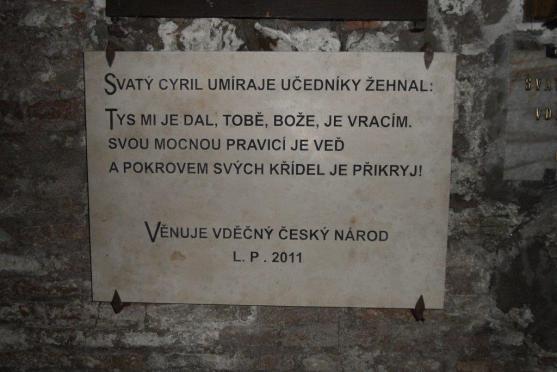 SVATÝ CYRIL UMÍRAJE UČEDNÍKY ŽEHNAL:
TYS MI JE DAL, TOBĚ, BOŽE, JE VRACÍM.
SVOU MOCNOU PRAVICÍ JE VEĎ
A POKROVEM SVÝCH KŘÍDEL JE PŘIKRYJ!
VĚNUJE VDĚČNÝ ČESKÝ NÁROD
L. P. 2011